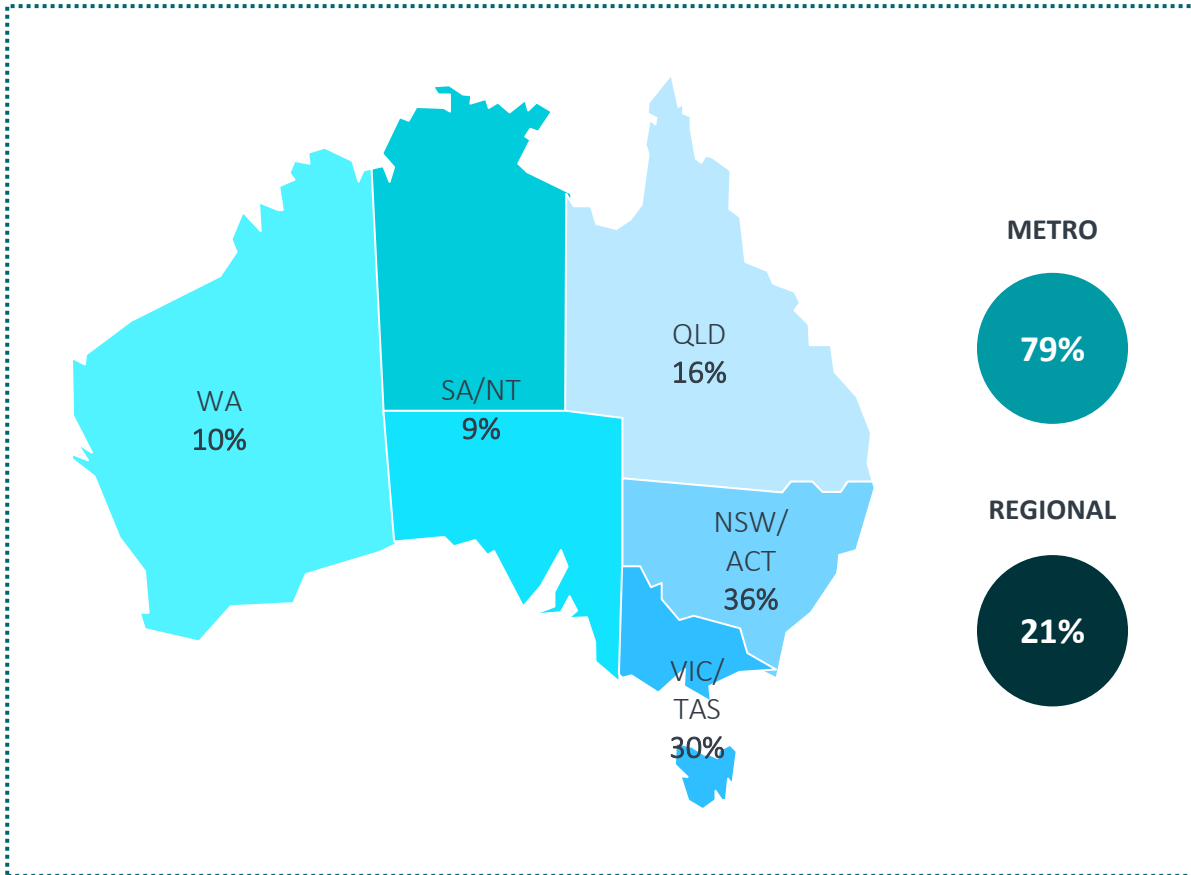 WA
10%
SA/NT
9%
QLD
16%
NSW/
ACT
36%
VIC/
TAS
30%
METRO
79%
REGIONAL
21%